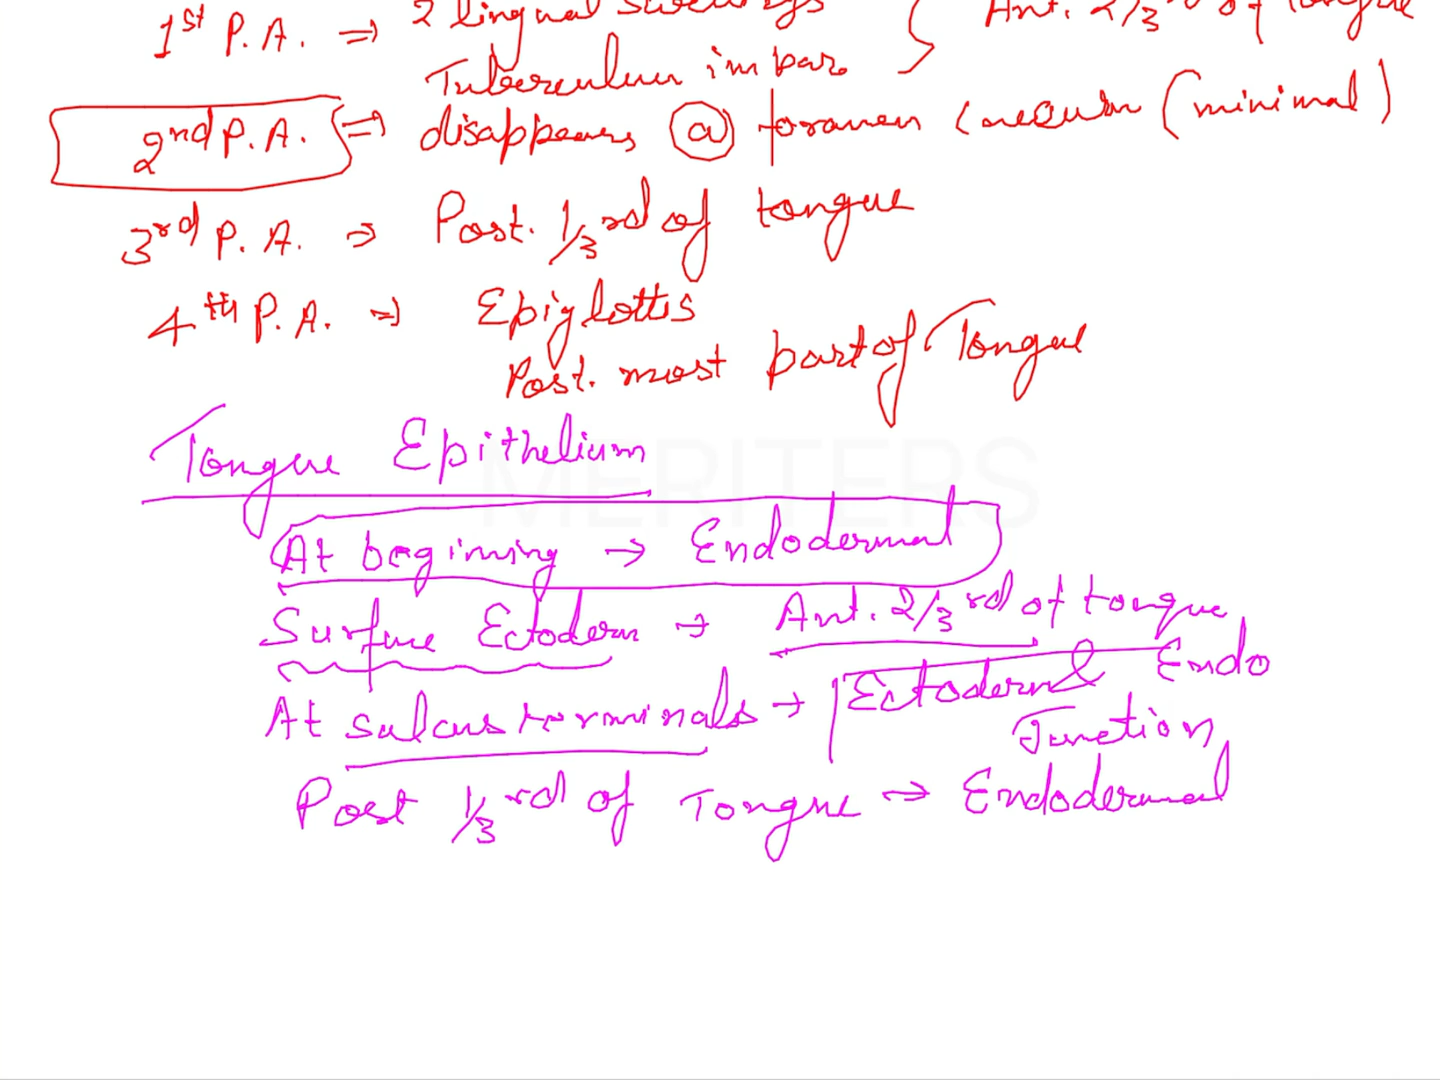 1st P. A. ⇒ 2 lingual swellings } Ant. 2/3rd of Tongue
Tuberculum impar
2nd P. A. ⇒ disappears @ foramen caecum (minimal)
3rd P. A. ⇒ Post. 1/3rd of tongue
4th P. A. ⇒ Epiglottis
Post. most part of Tongue
Tongue Epithelium
MERITERS
At begining → Endodermal
Surface Ectoderm → Ant. 2/3rd of tongue
At sulcus terminals → Ectodermal Endo
Junction
Post 1/3rd of Tongue → Endodermal